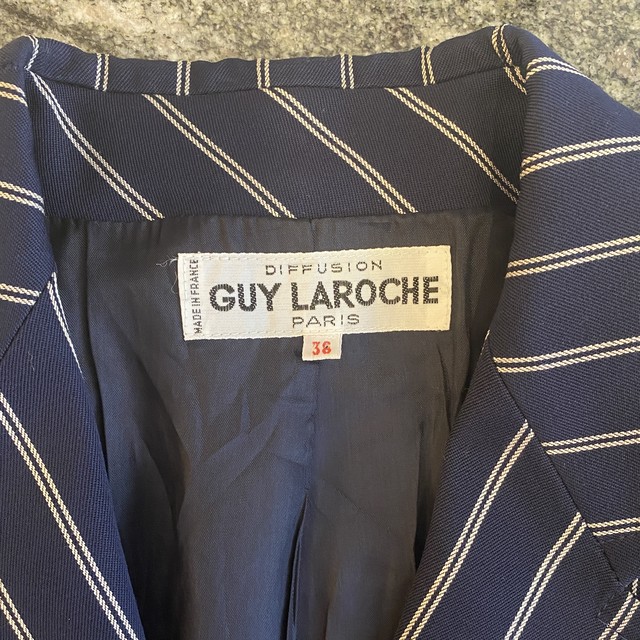 MADE IN FRANCE
DIFFUSION
GUY LAROCHE
PARIS
38